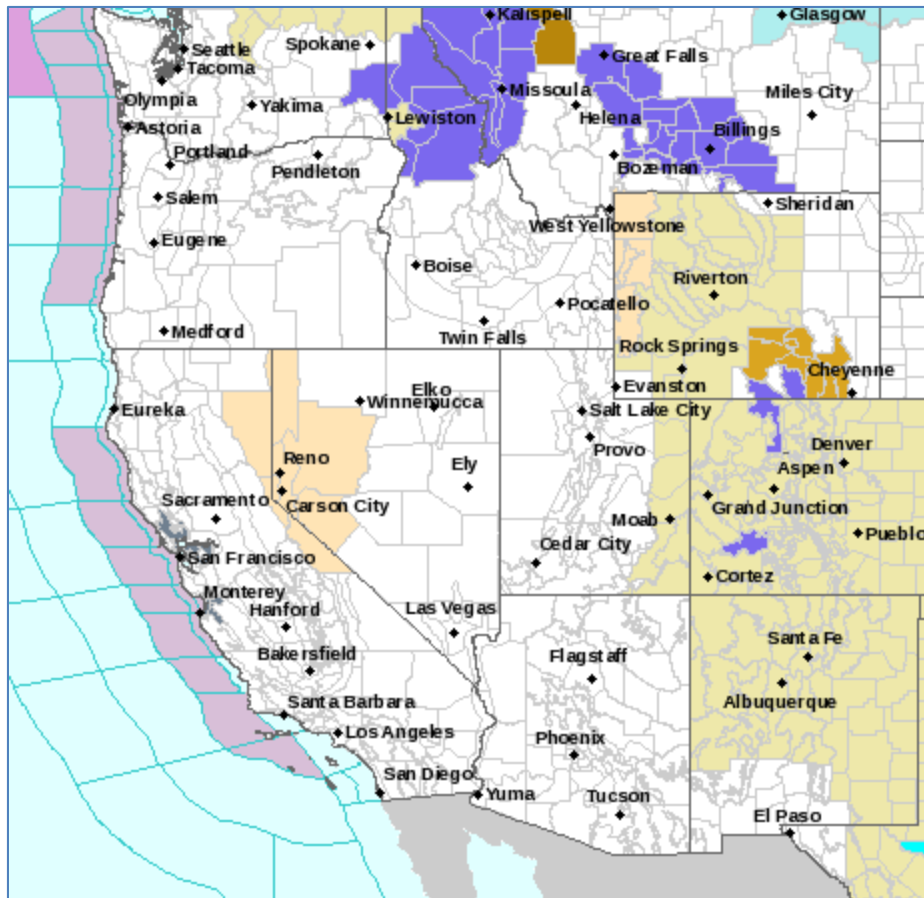 Kalispell
Glasgow
Seattle
Spokane
Great Falls
Tacoma
Olympia
Yakima
Missoula
Miles City
Lewiston
Helena
Astoria
Billings
Portland
Pendleton
Bozeman
Salem
Sheridan
West Yellowstone
Eugene
Boise
Riverton
Pocatello
Medford
Twin Falls
Rock Springs
Cheyenne
Elko
Evanston
Eureka
Winnemucca
Salt Lake City
Provo
Denver
Reno
Ely
Aspen
Sacramento
Carson City
Grand Junction
Moab
Pueblo
San Francisco
Cedar City
Cortez
Monterey
Hanford
Las Vegas
Santa Fe
Bakersfield
Flagstaff
Albuquerque
Santa Barbara
Los Angeles
Phoenix
San Diego
Yuma
Tucson
El Paso